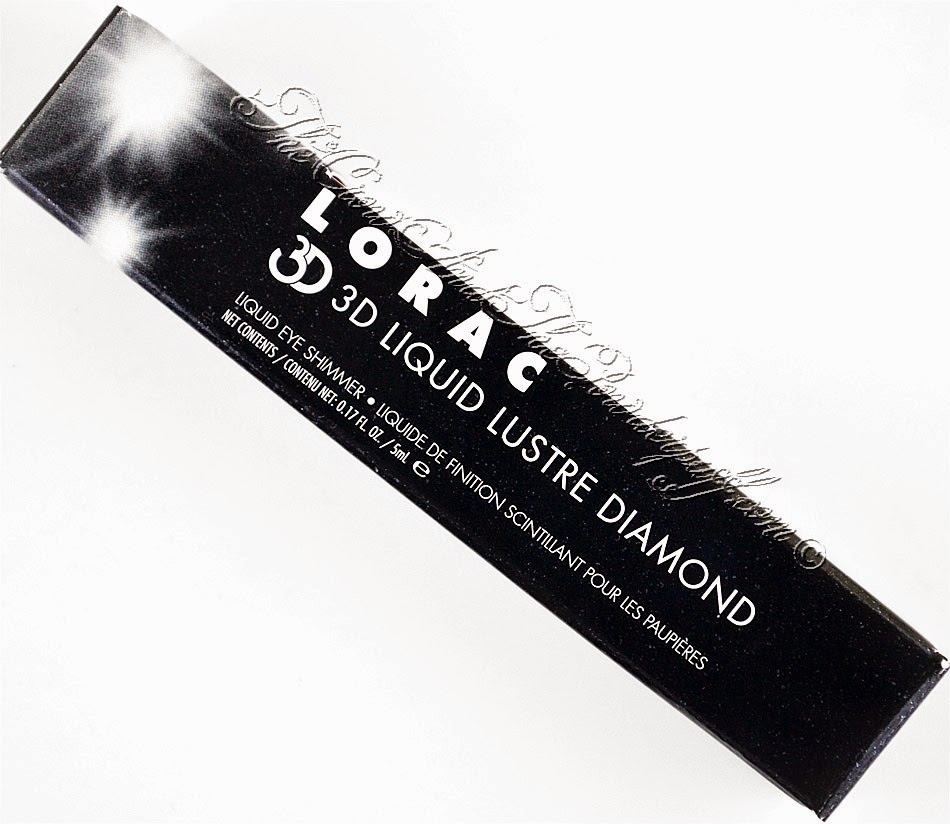 LORAC
3D 3D LIQUID LUSTRE DIAMOND
LIQUID EYE SHIMMER • LIQUIDE DE FINITION SCINTILLANT POUR LES PAUPIÈRES
NET CONTENTS / CONTENU NET: 0.17 FL. OZ. / 5mL ℮